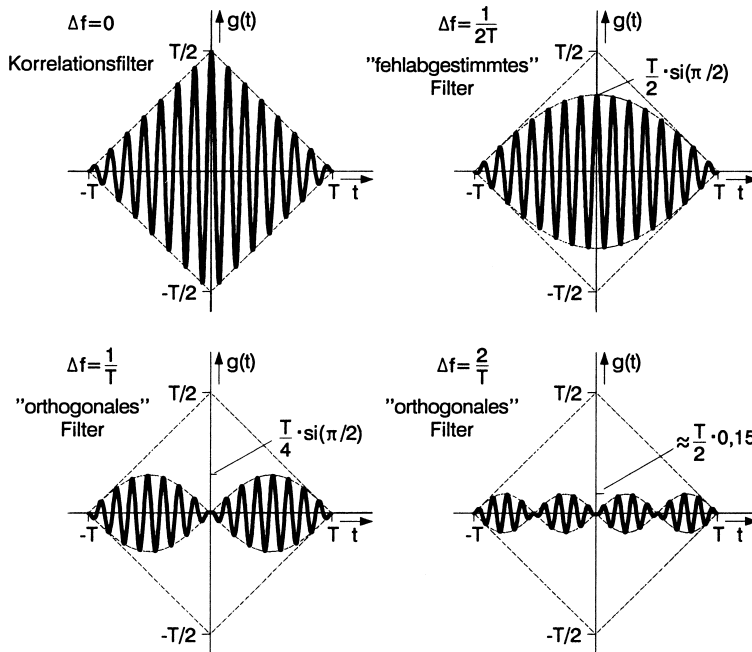 Δf=0
Korrelationsfilter
g(t)
T/2
-T
T
t
-T/2
Δf=1/2T
"fehlabgestimmtes"
Filter
g(t)
T/2
T/2·si(π/2)
-T
T
t
-T/2
Δf=1/T
"orthogonales"
Filter
g(t)
T/2
T/4·si(π/2)
-T
T
t
-T/2
Δf=2/T
"orthogonales"
Filter
g(t)
T/2
≈T/2·0,15
-T
T
t
-T/2